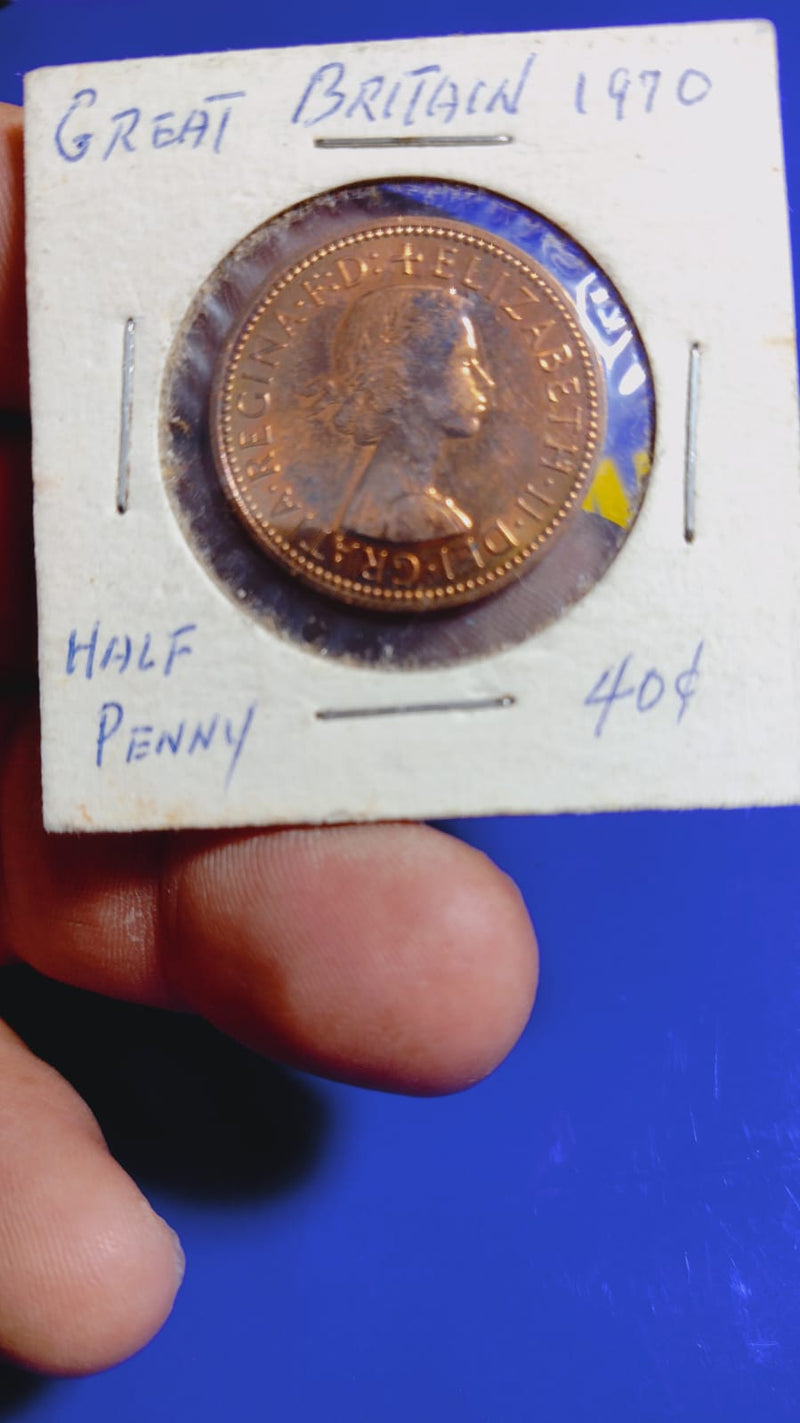 GREAT BRITAIN 1970
+ ELIZABETH · II · DEI · GRATIA · REGINA · F : D :
HALF
PENNY
40¢